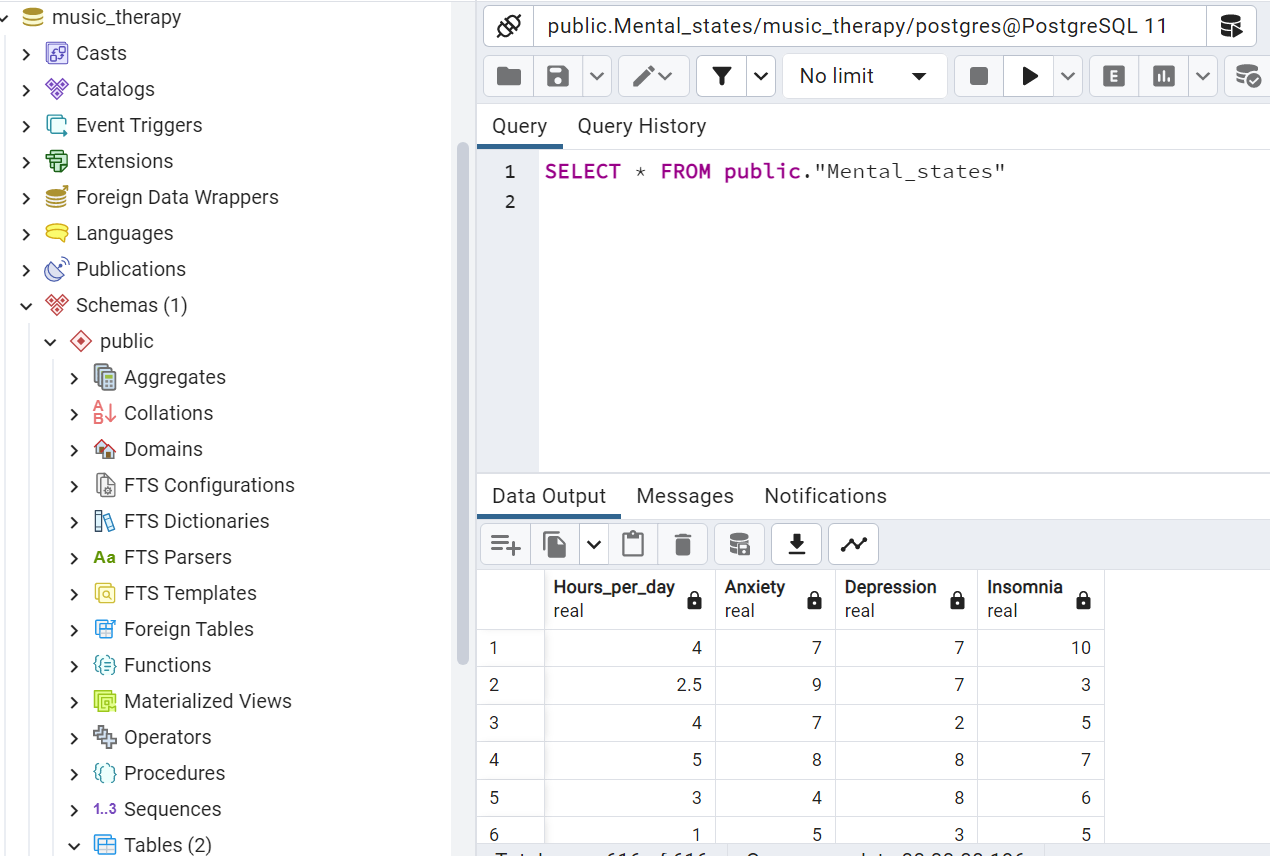 music_therapy
Casts
Catalogs
Event Triggers
Extensions
Foreign Data Wrappers
Languages
Publications
Schemas (1)
public
Aggregates
Collations
Domains
FTS Configurations
FTS Dictionaries
Aa FTS Parsers
FTS Templates
Foreign Tables
Functions
Materialized Views
Operators
Procedures
1..3 Sequences
Tables (2)
public.Mental_states/music_therapy/postgres@PostgreSQL 11
No limit
E
Query Query History
1 SELECT * FROM public."Mental_states"
2
Data Output Messages Notifications
Hours_per_day Anxiety Depression Insomnia
real real real real
1 4 7 7 10
2 2.5 9 7 3
3 4 7 2 5
4 5 8 8 7
5 3 4 8 6
6 1 5 3 5